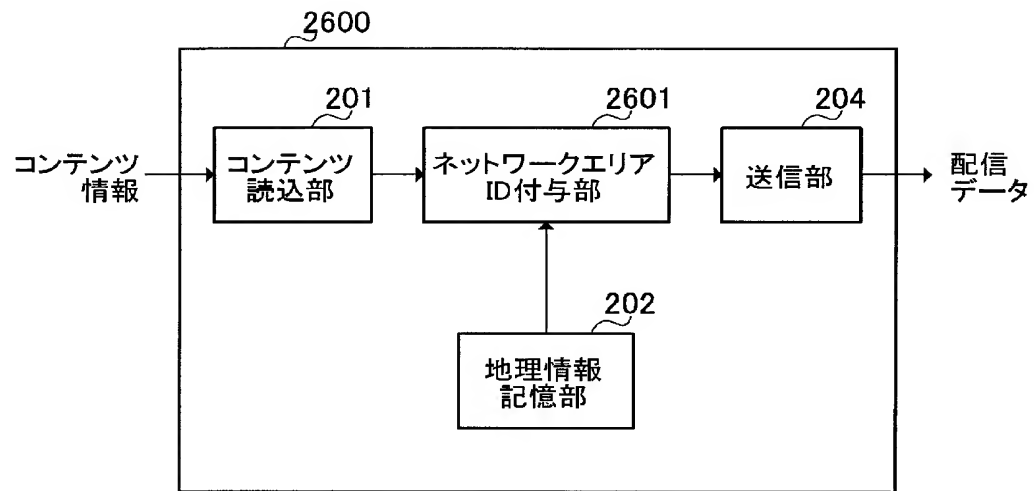 2600
201
2601
204
コンテンツ
情報
コンテンツ
読込部
ネットワークエリア
ID付与部
送信部
配信
データ
202
地理情報
記憶部